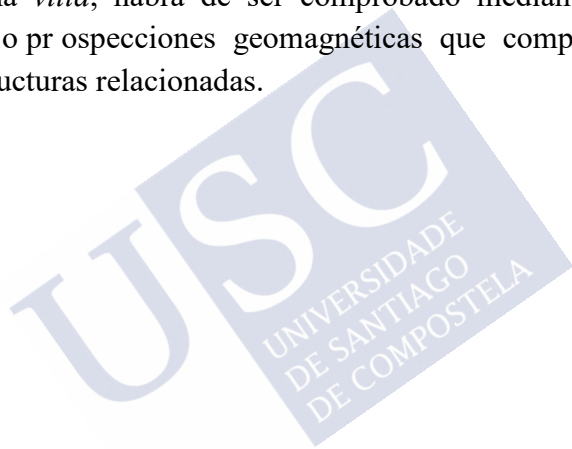 na villa, habrá de ser comprobado median
o pr ospecciones geomagnéticas que comp
ucturas relacionadas.
USC
UNIVERSIDADE
DE SANTIAGO
DE COMPOSTELA